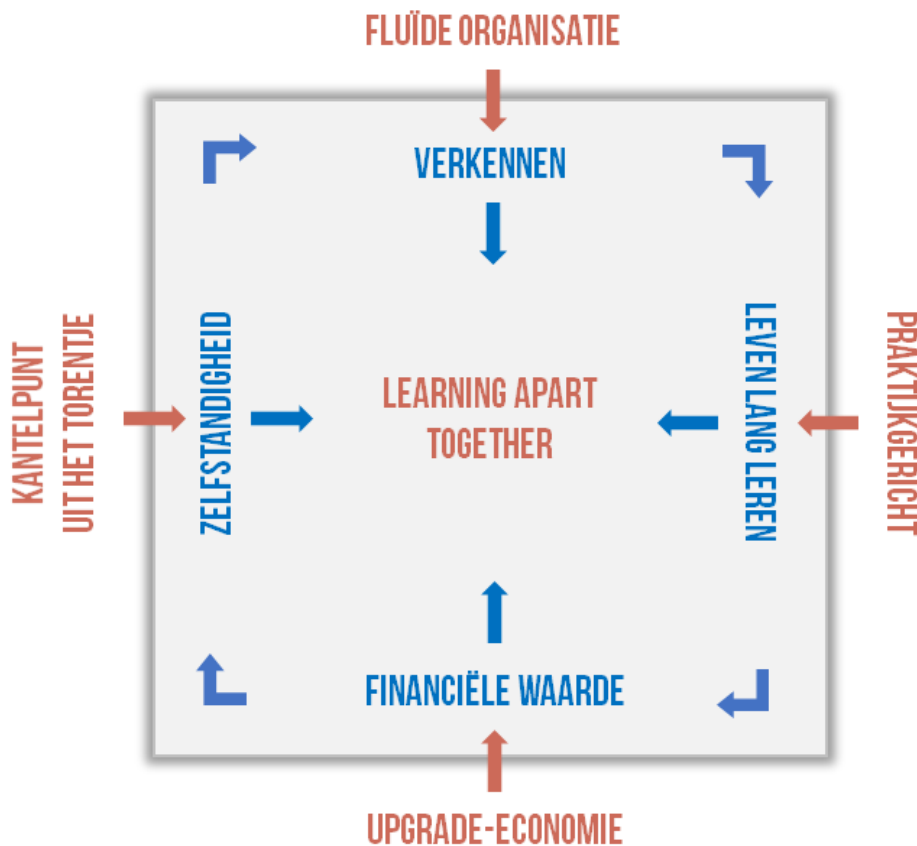 FLUÏDE ORGANISATIE
VERKENNEN
KANTELPUNT
UIT HET TORENTJE
ZELFSTANDIGHEID
LEARNING APART
TOGETHER
LEVEN LANG LEREN
PRAKTIJKGERICHT
FINANCIËLE WAARDE
UPGRADE-ECONOMIE